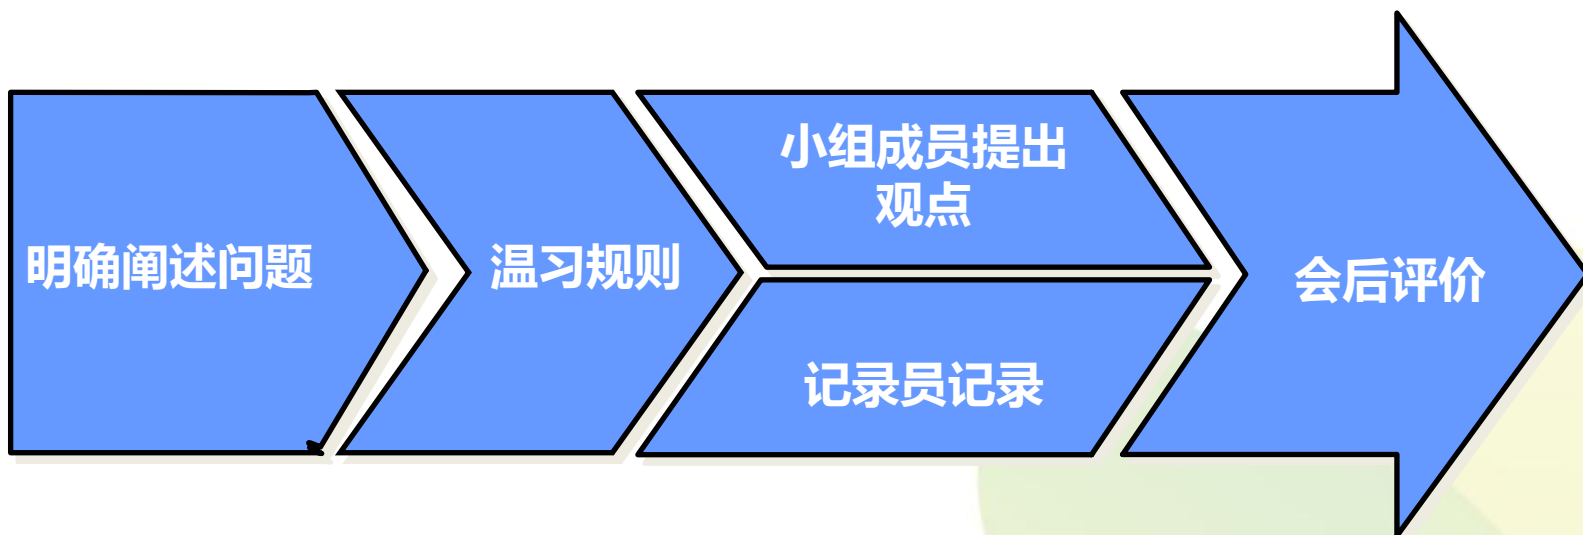 明确阐述问题
温习规则
小组成员提出
观点
记录员记录
会后评价